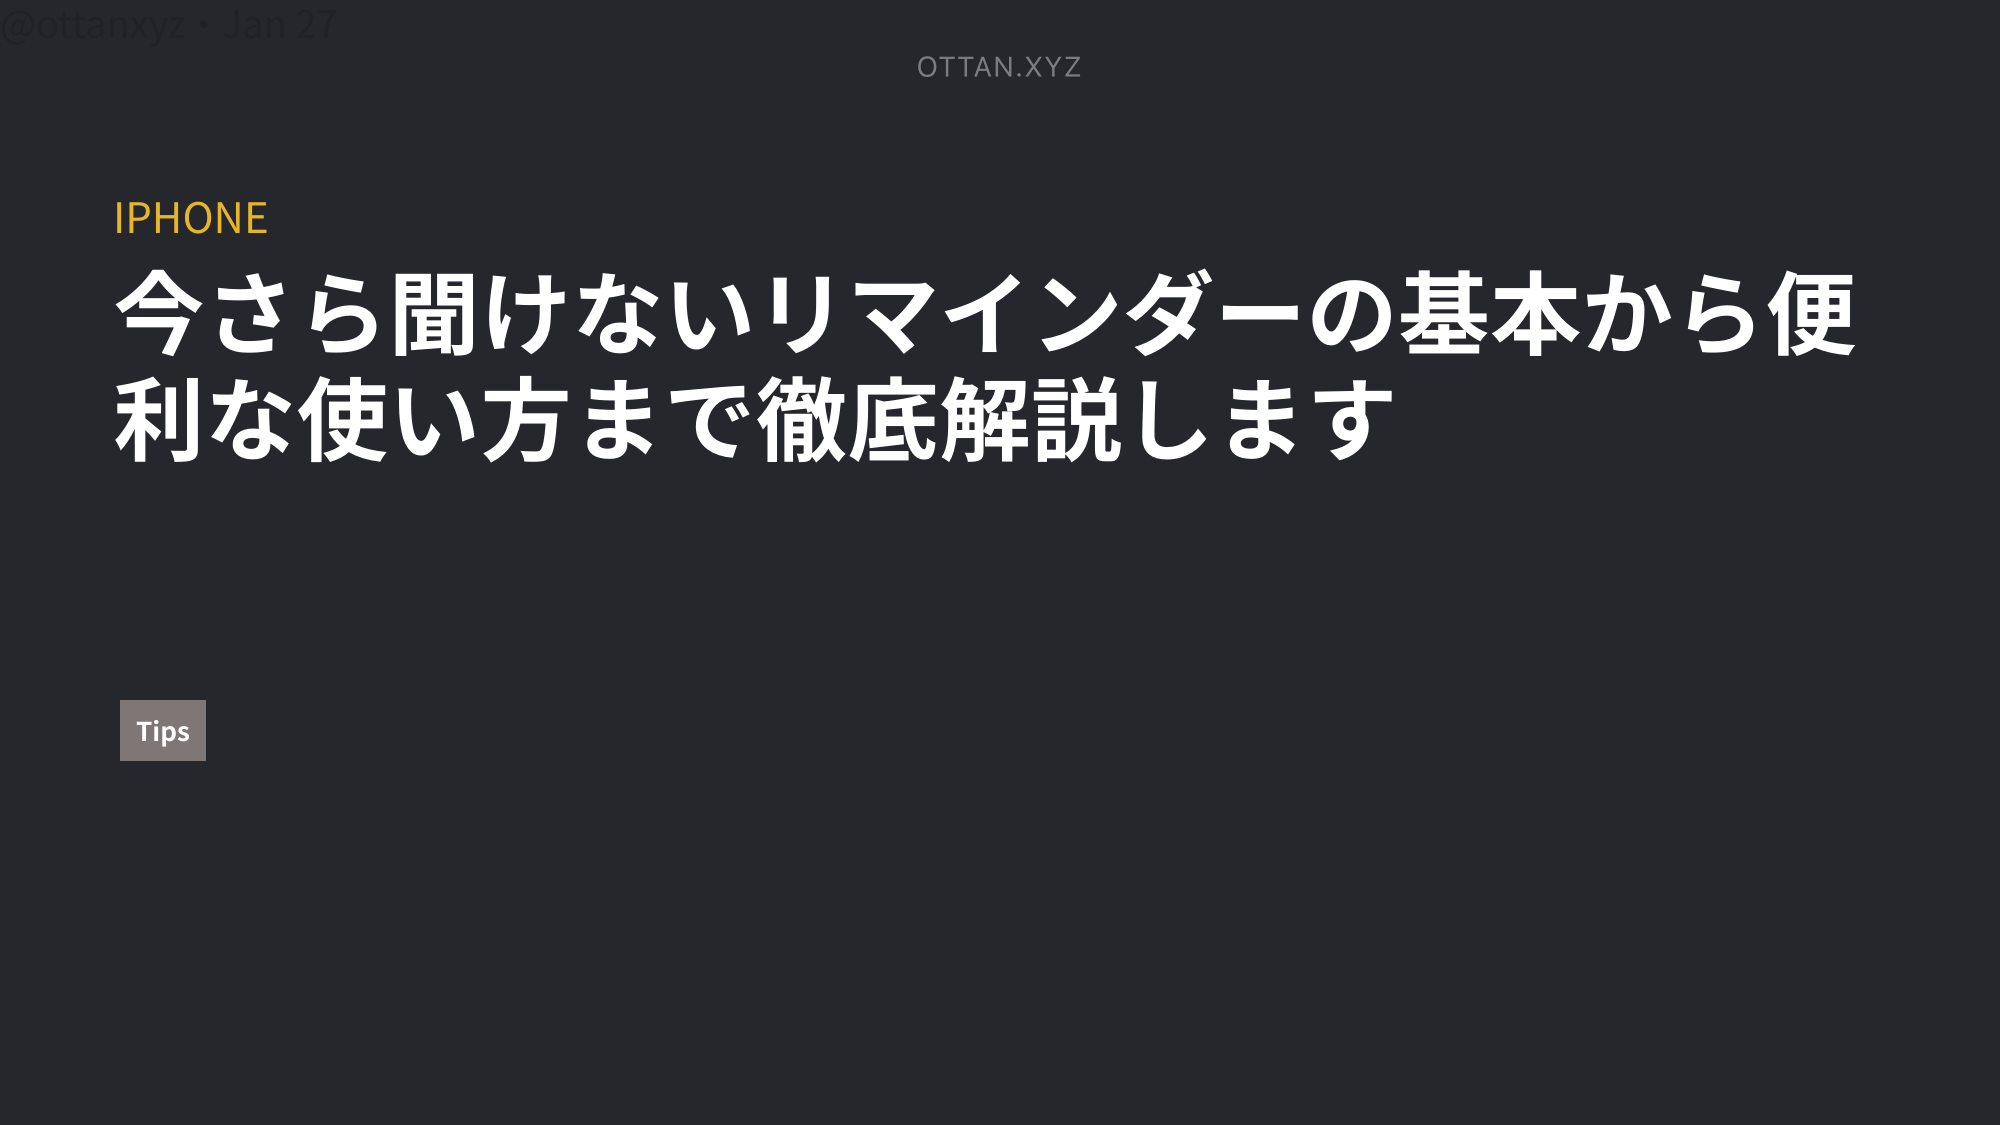 @ottanxyz・Jan 27
OTTAN.XYZ
IPHONE
今さら聞けないリマインダーの基本から便
利な使い方まで徹底解説します
Tips